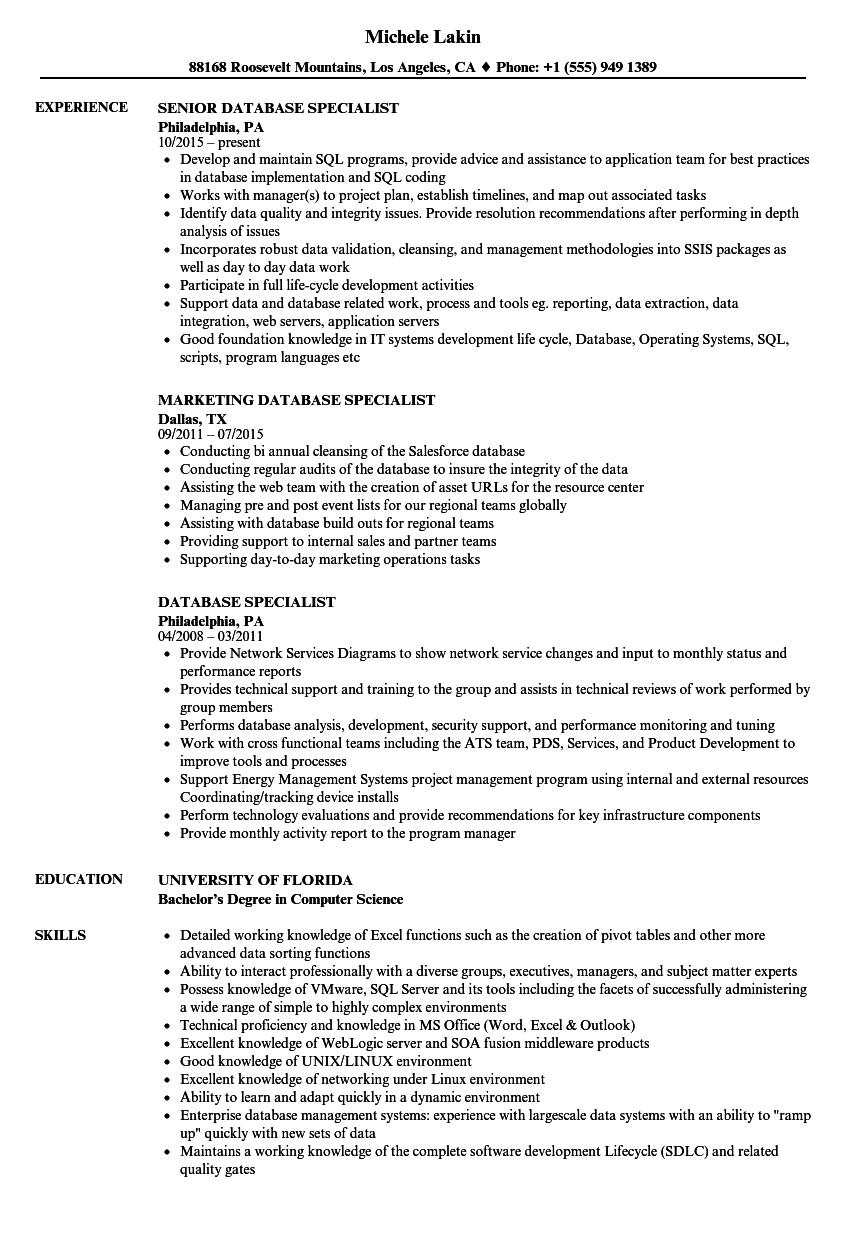 Michele Lakin
88168 Roosevelt Mountains, Los Angeles, CA ♦ Phone: +1 (555) 949 1389
EXPERIENCE
SENIOR DATABASE SPECIALIST
Philadelphia, PA
10/2015 – present
• Develop and maintain SQL programs, provide advice and assistance to application team for best practices
in database implementation and SQL coding
• Works with manager(s) to project plan, establish timelines, and map out associated tasks
• Identify data quality and integrity issues. Provide resolution recommendations after performing in depth
analysis of issues
• Incorporates robust data validation, cleansing, and management methodologies into SSIS packages as
well as day to day data work
• Participate in full life-cycle development activities
• Support data and database related work, process and tools eg. reporting, data extraction, data
integration, web servers, application servers
• Good foundation knowledge in IT systems development life cycle, Database, Operating Systems, SQL,
scripts, program languages etc
MARKETING DATABASE SPECIALIST
Dallas, TX
09/2011 – 07/2015
• Conducting bi annual cleansing of the Salesforce database
• Conducting regular audits of the database to insure the integrity of the data
• Assisting the web team with the creation of asset URLs for the resource center
• Managing pre and post event lists for our regional teams globally
• Assisting with database build outs for regional teams
• Providing support to internal sales and partner teams
• Supporting day-to-day marketing operations tasks
DATABASE SPECIALIST
Philadelphia, PA
04/2008 – 03/2011
• Provide Network Services Diagrams to show network service changes and input to monthly status and
performance reports
• Provides technical support and training to the group and assists in technical reviews of work performed by
group members
• Performs database analysis, development, security support, and performance monitoring and tuning
• Work with cross functional teams including the ATS team, PDS, Services, and Product Development to
improve tools and processes
• Support Energy Management Systems project management program using internal and external resources
Coordinating/tracking device installs
• Perform technology evaluations and provide recommendations for key infrastructure components
• Provide monthly activity report to the program manager
EDUCATION
UNIVERSITY OF FLORIDA
Bachelor's Degree in Computer Science
SKILLS
• Detailed working knowledge of Excel functions such as the creation of pivot tables and other more
advanced data sorting functions
• Ability to interact professionally with a diverse groups, executives, managers, and subject matter experts
• Possess knowledge of VMware, SQL Server and its tools including the facets of successfully administering
a wide range of simple to highly complex environments
• Technical proficiency and knowledge in MS Office (Word, Excel & Outlook)
• Excellent knowledge of WebLogic server and SOA fusion middleware products
• Good knowledge of UNIX/LINUX environment
• Excellent knowledge of networking under Linux environment
• Ability to learn and adapt quickly in a dynamic environment
• Enterprise database management systems: experience with largescale data systems with an ability to "ramp
up" quickly with new sets of data
• Maintains a working knowledge of the complete software development Lifecycle (SDLC) and related
quality gates